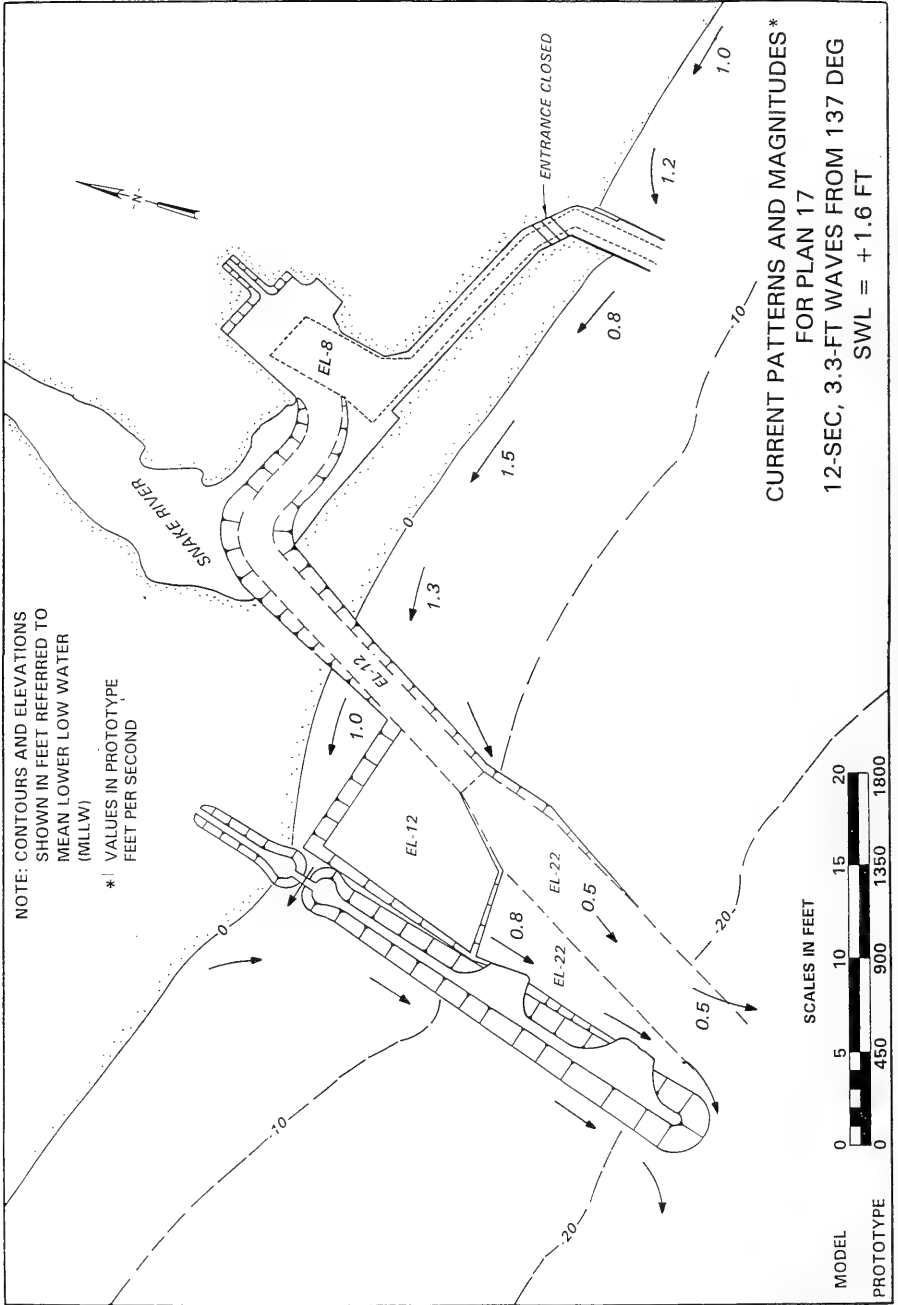 NOTE: CONTOURS AND ELEVATIONS
SHOWN IN FEET REFERRED TO
MEAN LOWER LOW WATER
(MLLW)
* VALUES IN PROTOTYPE
FEET PER SECOND
-N-
SNAKE RIVER
EL-8
ENTRANCE CLOSED
1.0
1.2
0.8
1.5
1.3
1.0
0
0
EL-12
EL-12
EL-22
EL-22
0.8
0.5
0.5
-10
-10
-20
-20
SCALES IN FEET
MODEL 0 5 10 15 20
PROTOTYPE 0 450 900 1350 1800
CURRENT PATTERNS AND MAGNITUDES*
FOR PLAN 17
12-SEC, 3.3-FT WAVES FROM 137 DEG
SWL = +1.6 FT